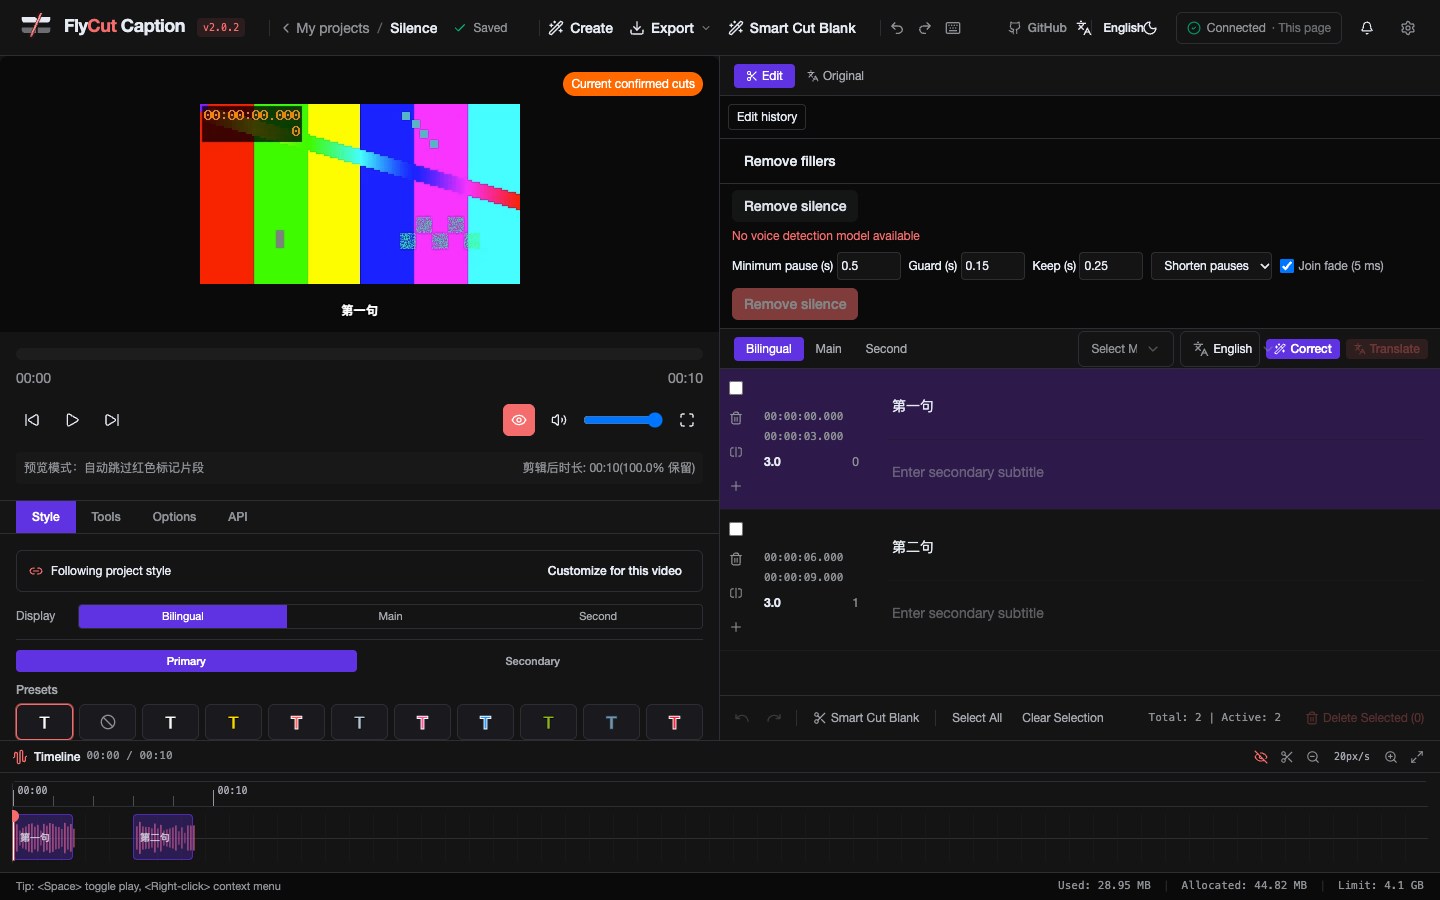 FlyCut Caption v2.0.2 My projects / Silence Saved Create Export Smart Cut Blank GitHub English Connected · This page
Current confirmed cuts
00:00:00.000
0
第一句
00:00 00:10
预览模式：自动跳过红色标记片段 剪辑后时长: 00:10(100.0% 保留)
Style Tools Options API
Following project style Customize for this video
Display Bilingual Main Second
Primary Secondary
Presets
T T T T T T T T T T
Edit Original
Edit history
Remove fillers
Remove silence
No voice detection model available
Minimum pause (s) 0.5 Guard (s) 0.15 Keep (s) 0.25 Shorten pauses Join fade (5 ms)
Remove silence
Bilingual Main Second Select M English Correct Translate
第一句
00:00:00.000
00:00:03.000
3.0 0
Enter secondary subtitle
第二句
00:00:06.000
00:00:09.000
3.0 1
Enter secondary subtitle
Smart Cut Blank Select All Clear Selection Total: 2 | Active: 2 Delete Selected (0)
Timeline 00:00 / 00:10 20px/s
00:00 00:10
第一句 第二句
Tip: <Space> toggle play, <Right-click> context menu Used: 28.95 MB | Allocated: 44.82 MB | Limit: 4.1 GB